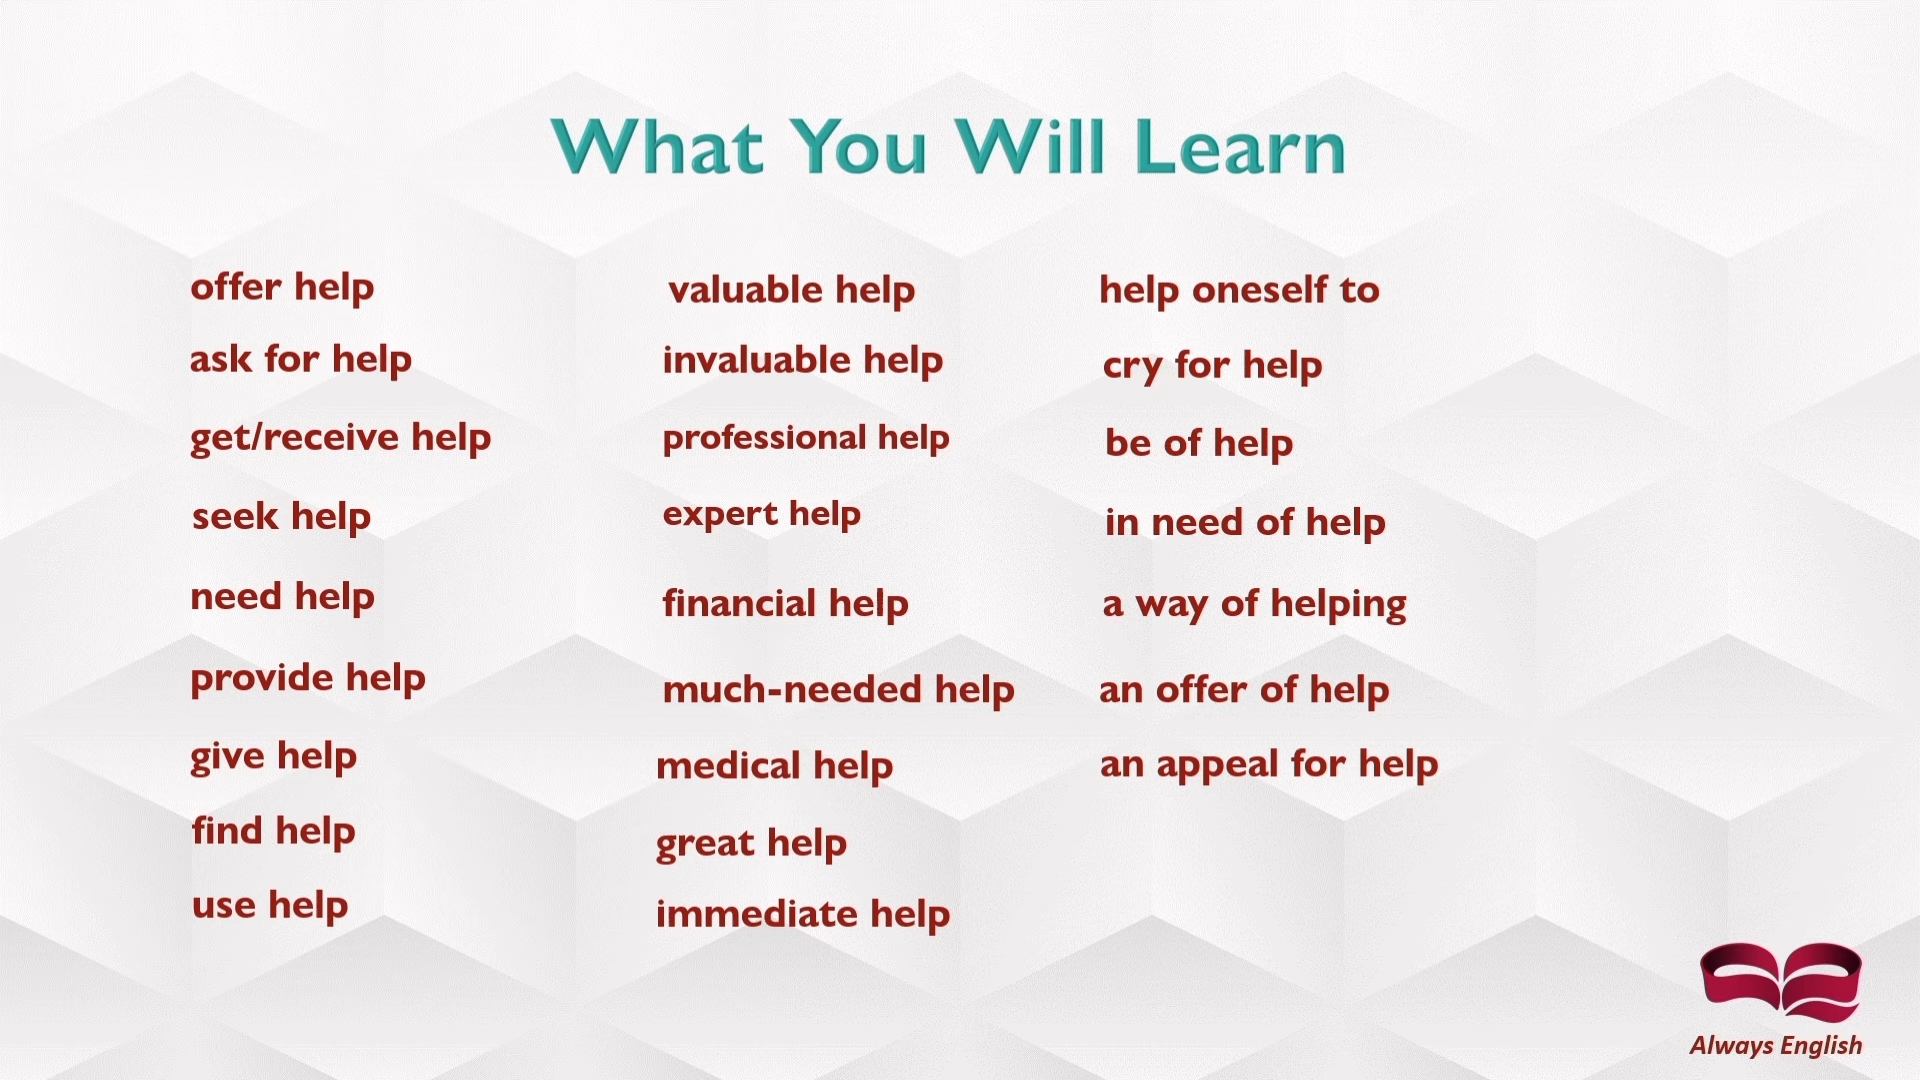 What You Will Learn
offer help
ask for help
get/receive help
seek help
need help
provide help
give help
find help
use help
valuable help
invaluable help
professional help
expert help
financial help
much-needed help
medical help
great help
immediate help
help oneself to
cry for help
be of help
in need of help
a way of helping
an offer of help
an appeal for help
Always English